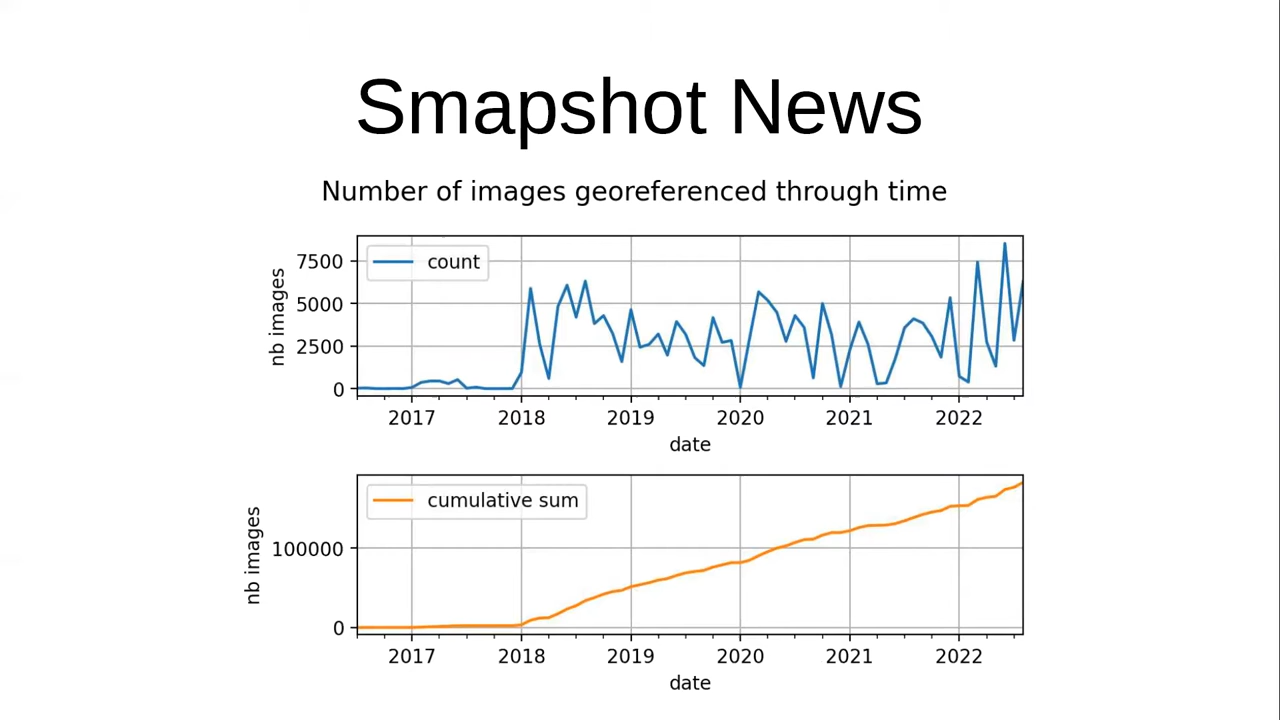 Smapshot News
Number of images georeferenced through time
count
7500
5000
2500
0
nb images
2017 2018 2019 2020 2021 2022
date
cumulative sum
100000
0
nb images
2017 2018 2019 2020 2021 2022
date